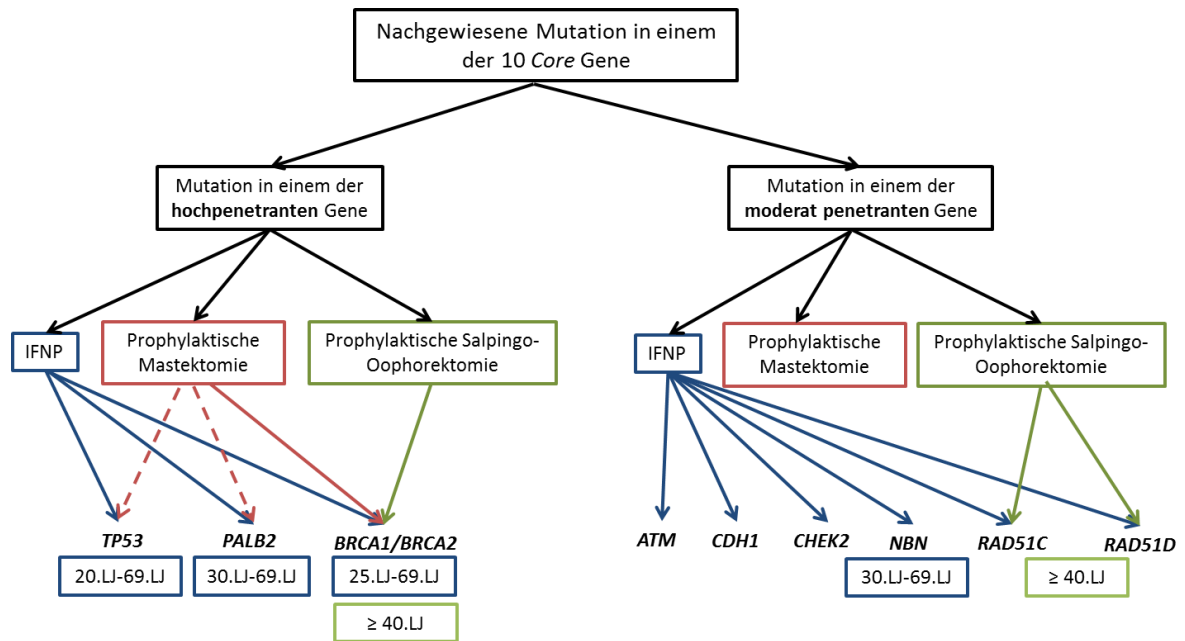 Nachgewiesene Mutation in einem
der 10 Core Gene
Mutation in einem der
hochpenetranten Gene
Mutation in einem der
moderat penetranten Gene
IFNP
Prophylaktische
Mastektomie
Prophylaktische Salpingo-
Oophorektomie
IFNP
Prophylaktische
Mastektomie
Prophylaktische Salpingo-
Oophorektomie
TP53
PALB2
BRCA1/BRCA2
ATM
CDH1
CHEK2
NBN
RAD51C
RAD51D
20.LJ-69.LJ
30.LJ-69.LJ
25.LJ-69.LJ
30.LJ-69.LJ
≥ 40.LJ
≥ 40.LJ